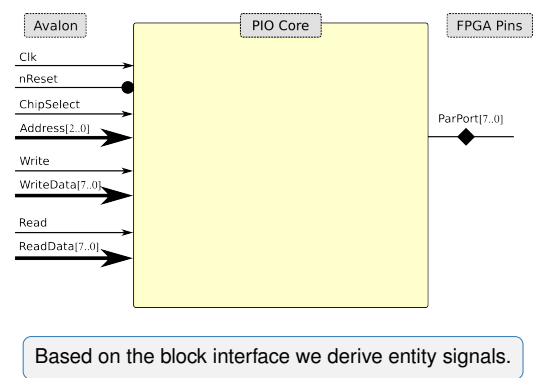 Avalon
PIO Core
FPGA Pins
Clk
nReset
ChipSelect
Address[2..0]
Write
WriteData[7..0]
Read
ReadData[7..0]
ParPort[7..0]
Based on the block interface we derive entity signals.